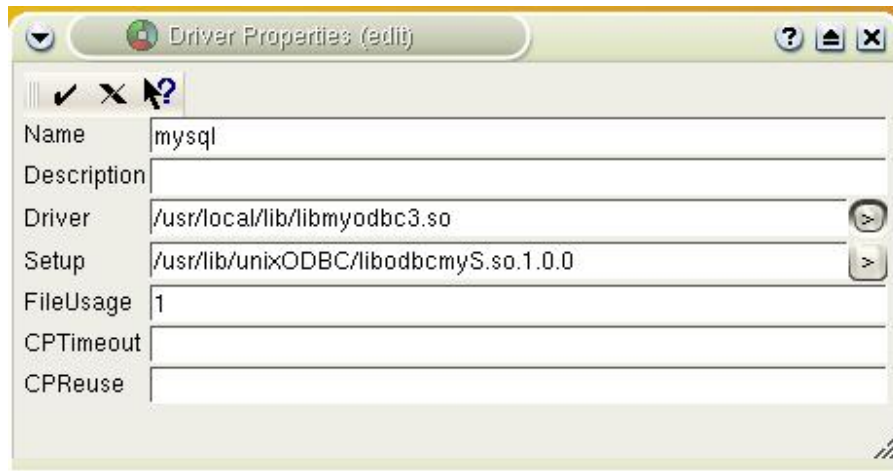 Driver Properties (edit)
Name mysql
Description
Driver /usr/local/lib/libmyodbc3.so >
Setup /usr/lib/unixODBC/libodbcmyS.so.1.0.0 >
FileUsage 1
CPTimeout
CPReuse